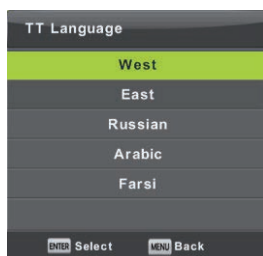 TT Language
West
East
Russian
Arabic
Farsi
ENTER Select MENU Back